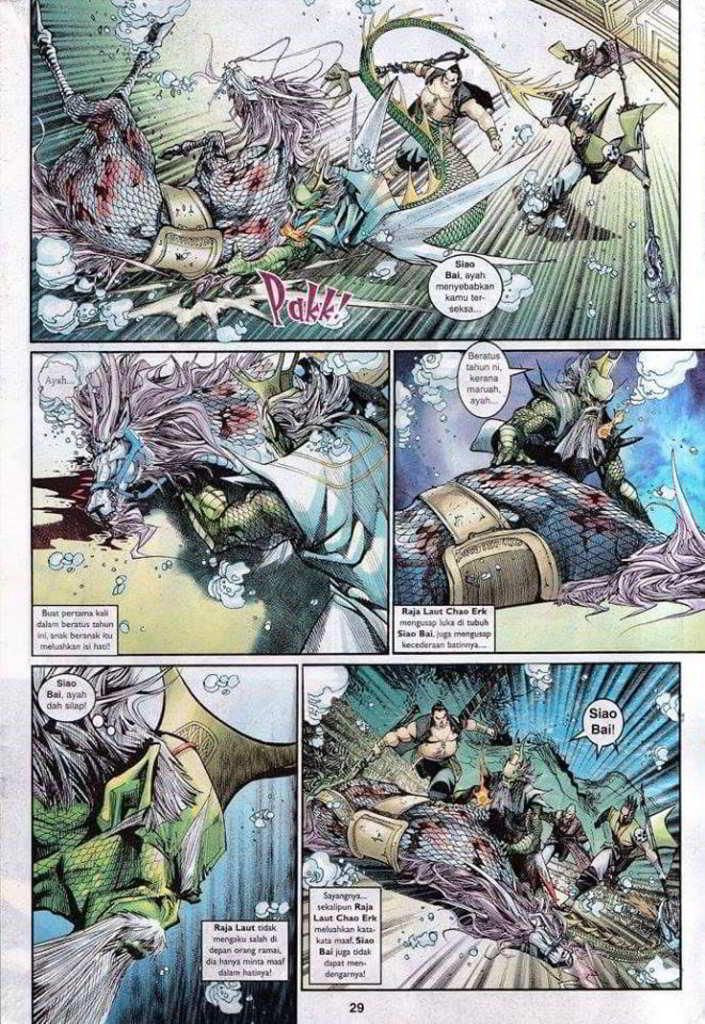 Siao
Bai, ayah
menyebabkan
kamu ter-
seksa...
Pakk!
Ayah...
Buat pertama kali
dalam beratus tahun
ini, anak beranak itu
meluahkan isi hati!
Beratus
tahun ni,
kerana
maruah,
ayah...
Raja Laut Chao Erk
mengusap luka di tubuh
Siao Bai, juga mengusap
kecederaan batinnya....
Siao
Bai, ayah
dah silap!
Raja Laut tidak
mengaku salah di
depan orang ramai,
dia hanya minta maaf
dalam hatinya!
Siao
Bai!
Sayangnya...
sekalipun Raja
Laut Chao Erk
meluahkan kata-
kata maaf, Siao
Bai juga tidak
dapat men-
dengarnya!
29